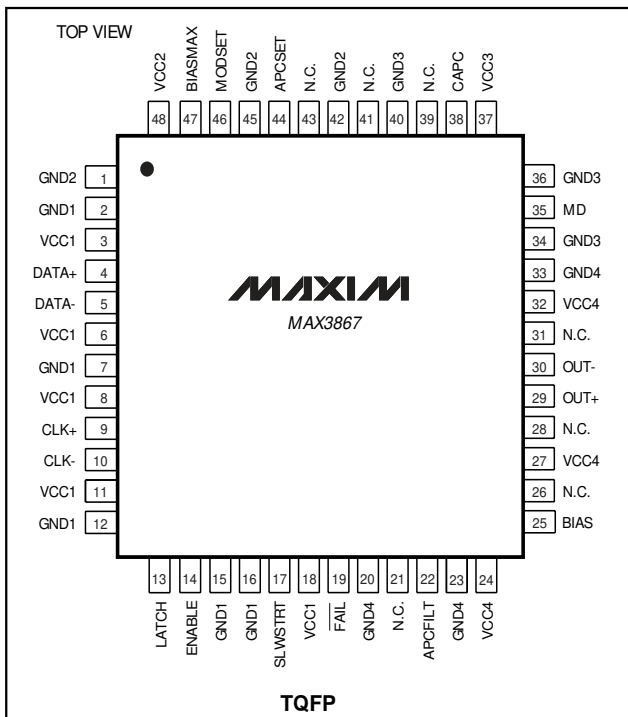 TOP VIEW
VCC2 BIASMAX MODSET GND2 APCSET N.C. GND2 N.C. GND3 N.C. CAPC VCC3
48 47 46 45 44 43 42 41 40 39 38 37
GND2 1 36 GND3
GND1 2 35 MD
VCC1 3 34 GND3
DATA+ 4 33 GND4
DATA- 5 32 VCC4
VCC1 6 31 N.C.
GND1 7 30 OUT-
VCC1 8 29 OUT+
CLK+ 9 28 N.C.
CLK- 10 27 VCC4
VCC1 11 26 N.C.
GND1 12 25 BIAS
MAXIM
MAX3867
13 14 15 16 17 18 19 20 21 22 23 24
LATCH ENABLE GND1 GND1 SLWSTRT VCC1 FAIL GND4 N.C. APCFILT GND4 VCC4
TQFP